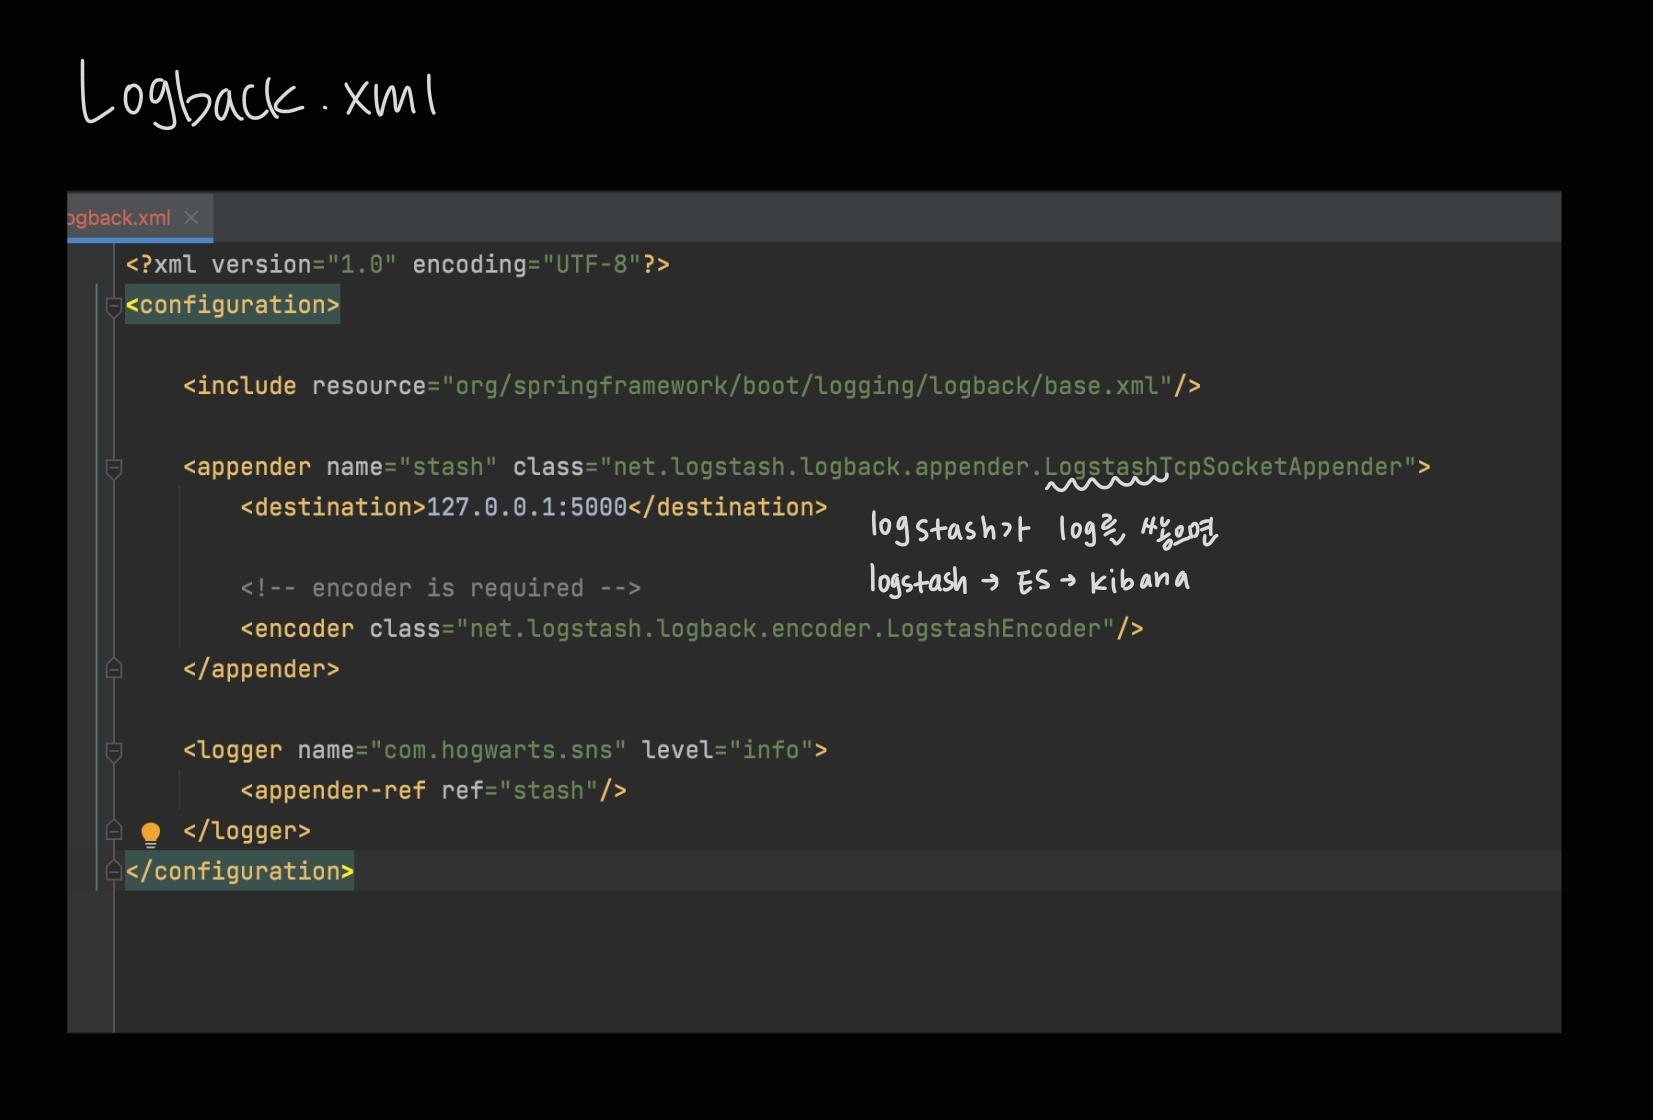 Logback.xml
ogback.xml
<?xml version="1.0" encoding="UTF-8"?>
<configuration>
<include resource="org/springframework/boot/logging/logback/base.xml"/>
<appender name="stash" class="net.logstash.logback.appender.LogstashTcpSocketAppender">
<destination>127.0.0.1:5000</destination>
logstash가 log를 쌓으면
logstash → ES → kibana
<!-- encoder is required -->
<encoder class="net.logstash.logback.encoder.LogstashEncoder"/>
</appender>
<logger name="com.hogwarts.sns" level="info">
<appender-ref ref="stash"/>
</logger>
</configuration>